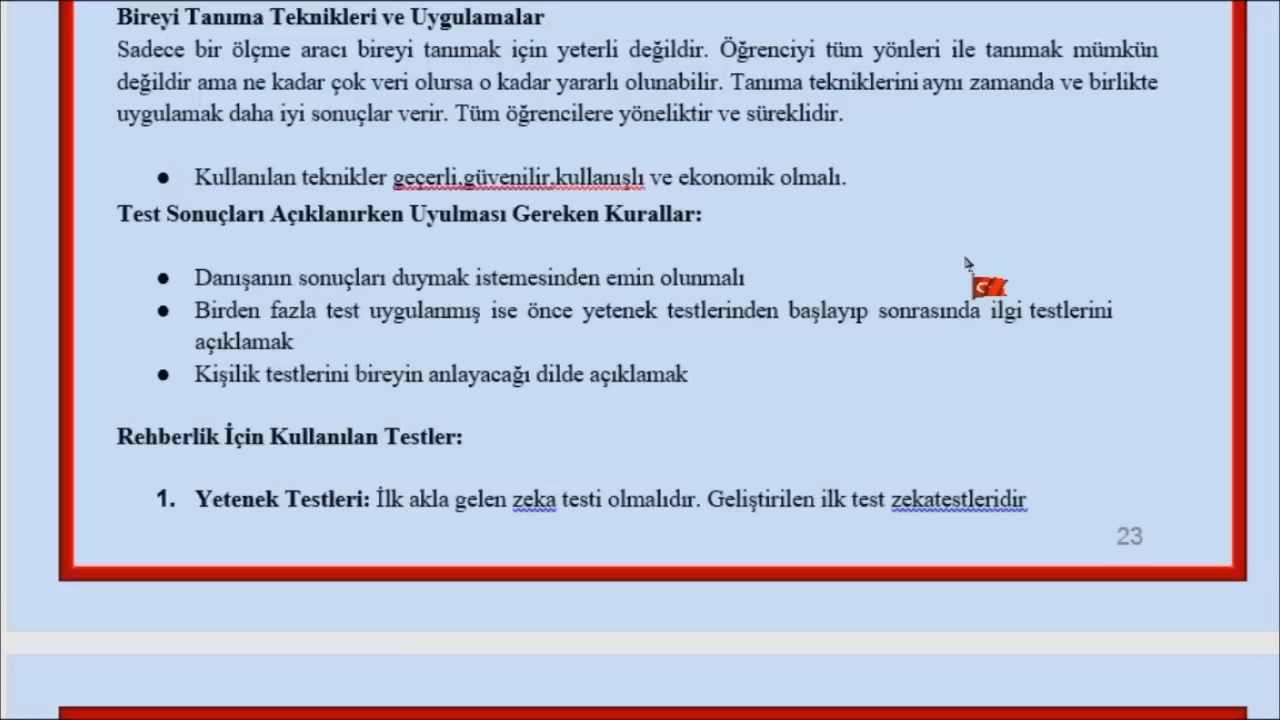 Bireyi Tanıma Teknikleri ve Uygulamalar
Sadece bir ölçme aracı bireyi tanımak için yeterli değildir. Öğrenciyi tüm yönleri ile tanımak mümkün
değildir ama ne kadar çok veri olursa o kadar yararlı olunabilir. Tanıma tekniklerini aynı zamanda ve birlikte
uygulamak daha iyi sonuçlar verir. Tüm öğrencilere yöneliktir ve süreklidir.
● Kullanılan teknikler geçerli,güvenilir,kullanışlı ve ekonomik olmalı.
Test Sonuçları Açıklanırken Uyulması Gereken Kurallar:
● Danışanın sonuçları duymak istemesinden emin olunmalı
● Birden fazla test uygulanmış ise önce yetenek testlerinden başlayıp sonrasında ilgi testlerini
açıklamak
● Kişilik testlerini bireyin anlayacağı dilde açıklamak
Rehberlik İçin Kullanılan Testler:
1. Yetenek Testleri: İlk akla gelen zeka testi olmalıdır. Geliştirilen ilk test zekatestleridir
23